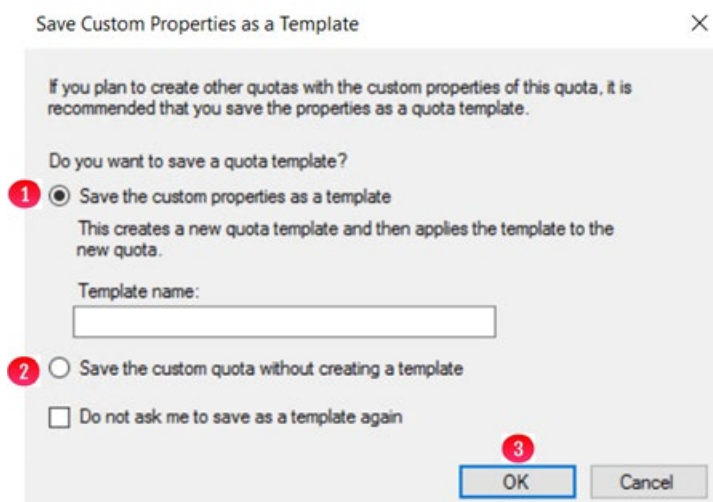 Save Custom Properties as a Template
If you plan to create other quotas with the custom properties of this quota, it is
recommended that you save the properties as a quota template.
Do you want to save a quota template?
1 Save the custom properties as a template
This creates a new quota template and then applies the template to the
new quota.
Template name:
2 Save the custom quota without creating a template
Do not ask me to save as a template again
3
OK Cancel